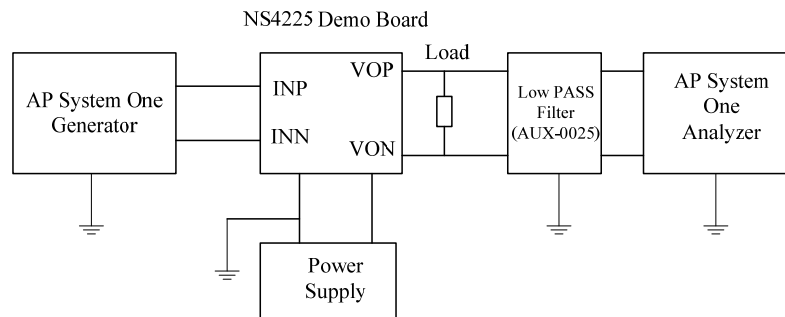 NS4225 Demo Board
AP System One
Generator
INP
INN
VOP
VON
Load
Low PASS
Filter
(AUX-0025)
AP System
One
Analyzer
Power
Supply